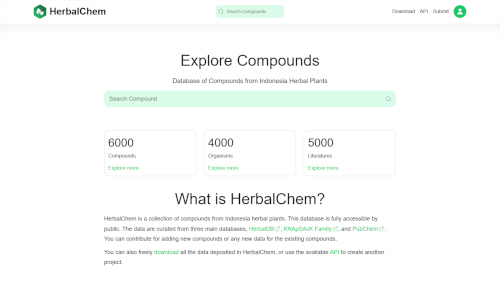 HerbalChem
Search Compounds
Download API Submit
Explore Compounds
Database of Compounds from Indonesia Herbal Plants
Search Compound
6000
Compounds
Explore more
4000
Organisms
Explore more
5000
Literatures
Explore more
What is HerbalChem?
HerbalChem is a collection of compounds from Indonesia herbal plants. This database is fully accessible by
public. The data are curated from three main databases, HerbalDB, KNApSAcK Family, and PubChem.
You can contribute for adding new compounds or any new data for the existing compounds.
You can also freely download all the data deposited in HerbalChem, or use the available API to create another
project.